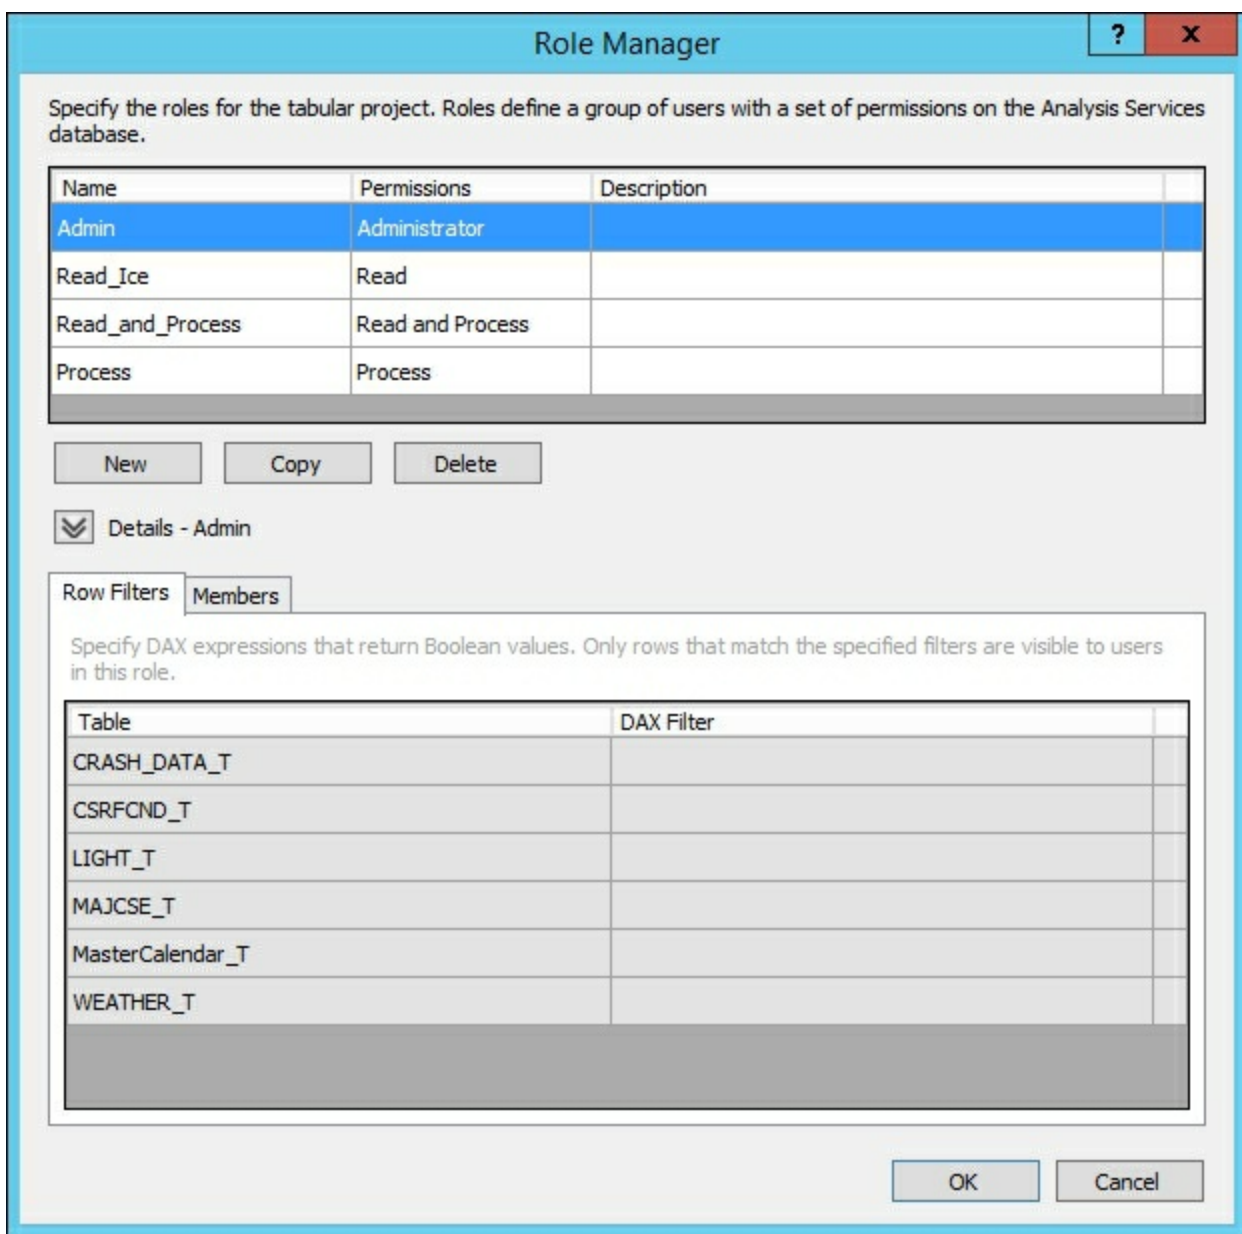 Role Manager
?
x
Specify the roles for the tabular project. Roles define a group of users with a set of permissions on the Analysis Services
database.
Name Permissions Description
Admin Administrator
Read_Ice Read
Read_and_Process Read and Process
Process Process
New Copy Delete
Details - Admin
Row Filters Members
Specify DAX expressions that return Boolean values. Only rows that match the specified filters are visible to users
in this role.
Table DAX Filter
CRASH_DATA_T
CSRFCND_T
LIGHT_T
MAJCSE_T
MasterCalendar_T
WEATHER_T
OK Cancel